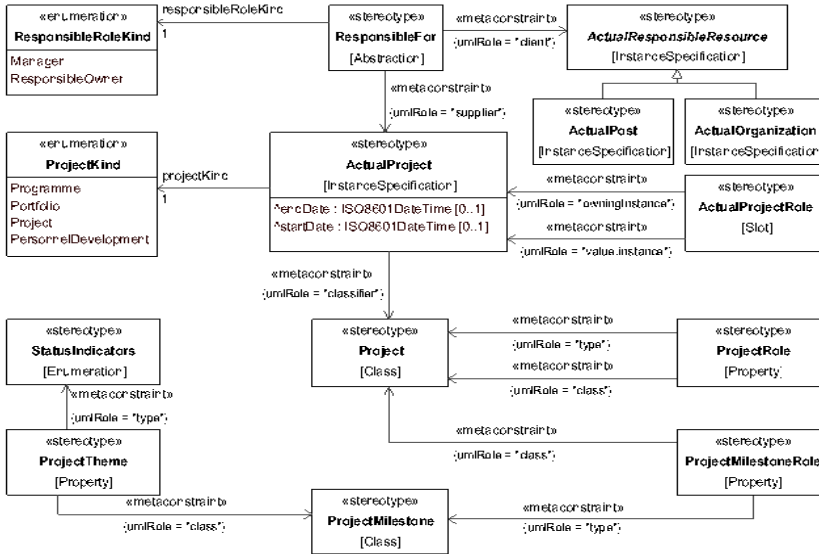 «enumeration»
ResponsibleRoleKind
Manager
ResponsibleOwner
responsibleRoleKind
1
«stereotype»
ResponsibleFor
[Abstraction]
«metaconstraint»
{umlRole = "client"}
«stereotype»
ActualResponsibleResource
[InstanceSpecification]
«metaconstraint»
{umlRole = "supplier"}
«stereotype»
ActualPost
[InstanceSpecification]
«stereotype»
ActualOrganization
[InstanceSpecification]
«enumeration»
ProjectKind
Programme
Portfolio
Project
PersonnelDevelopment
projectKind
1
«stereotype»
ActualProject
[InstanceSpecification]
^endDate : ISO8601DateTime [0..1]
^startDate : ISO8601DateTime [0..1]
«metaconstraint»
{umlRole = "owningInstance"}
«metaconstraint»
{umlRole = "value.instance"}
«stereotype»
ActualProjectRole
[Slot]
«metaconstraint»
{umlRole = "classifier"}
«stereotype»
StatusIndicators
[Enumeration]
«stereotype»
Project
[Class]
«metaconstraint»
{umlRole = "type"}
«metaconstraint»
{umlRole = "class"}
«stereotype»
ProjectRole
[Property]
«metaconstraint»
{umlRole = "type"}
«stereotype»
ProjectTheme
[Property]
«metaconstraint»
{umlRole = "class"}
«stereotype»
ProjectMilestoneRole
[Property]
«metaconstraint»
{umlRole = "class"}
«stereotype»
ProjectMilestone
[Class]
«metaconstraint»
{umlRole = "type"}